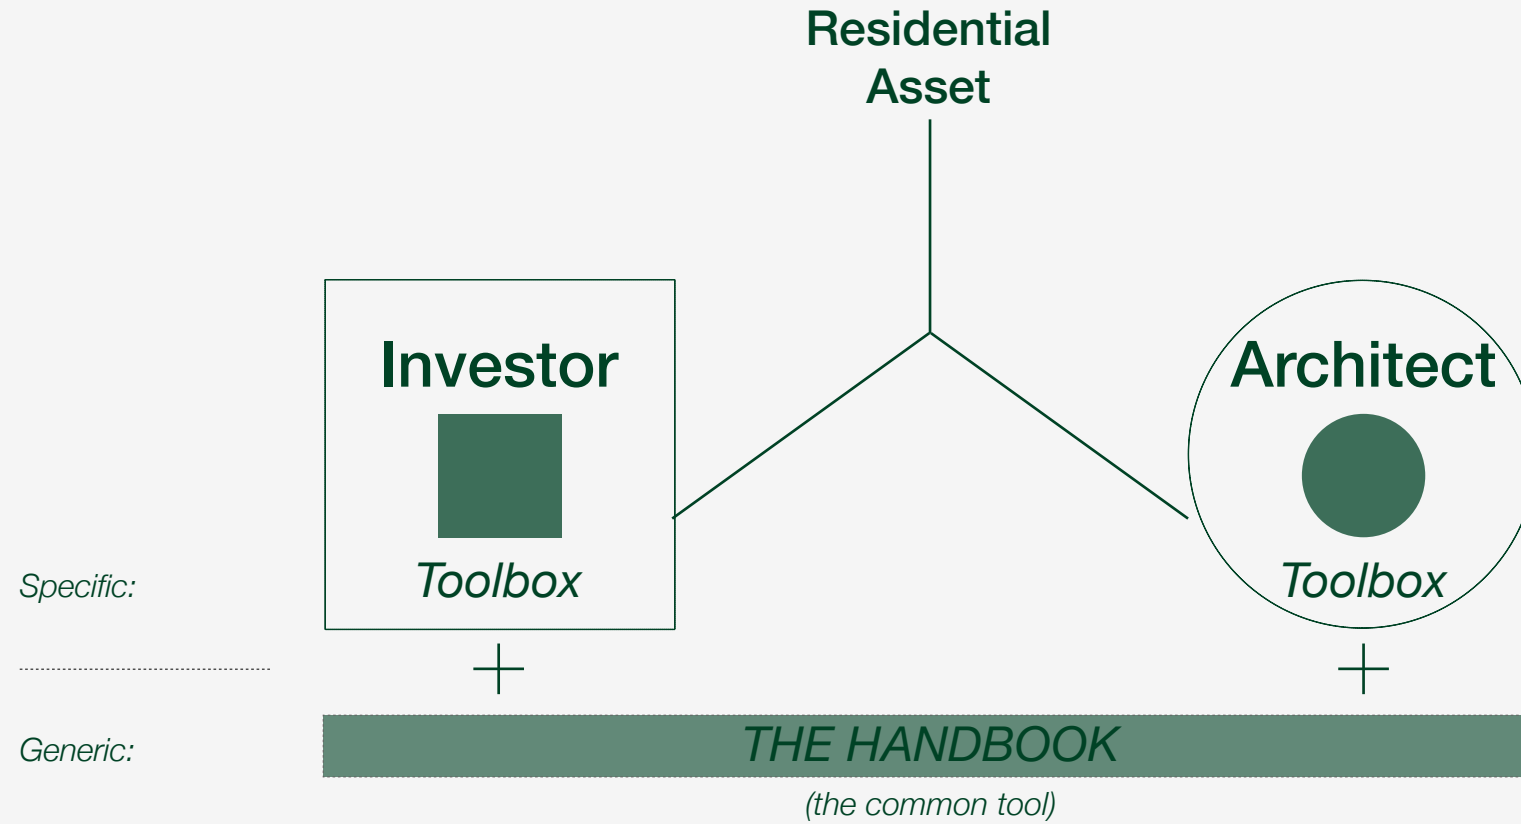 Residential
Asset
Investor
Architect
Specific:
Toolbox
Toolbox
Generic:
THE HANDBOOK
(the common tool)